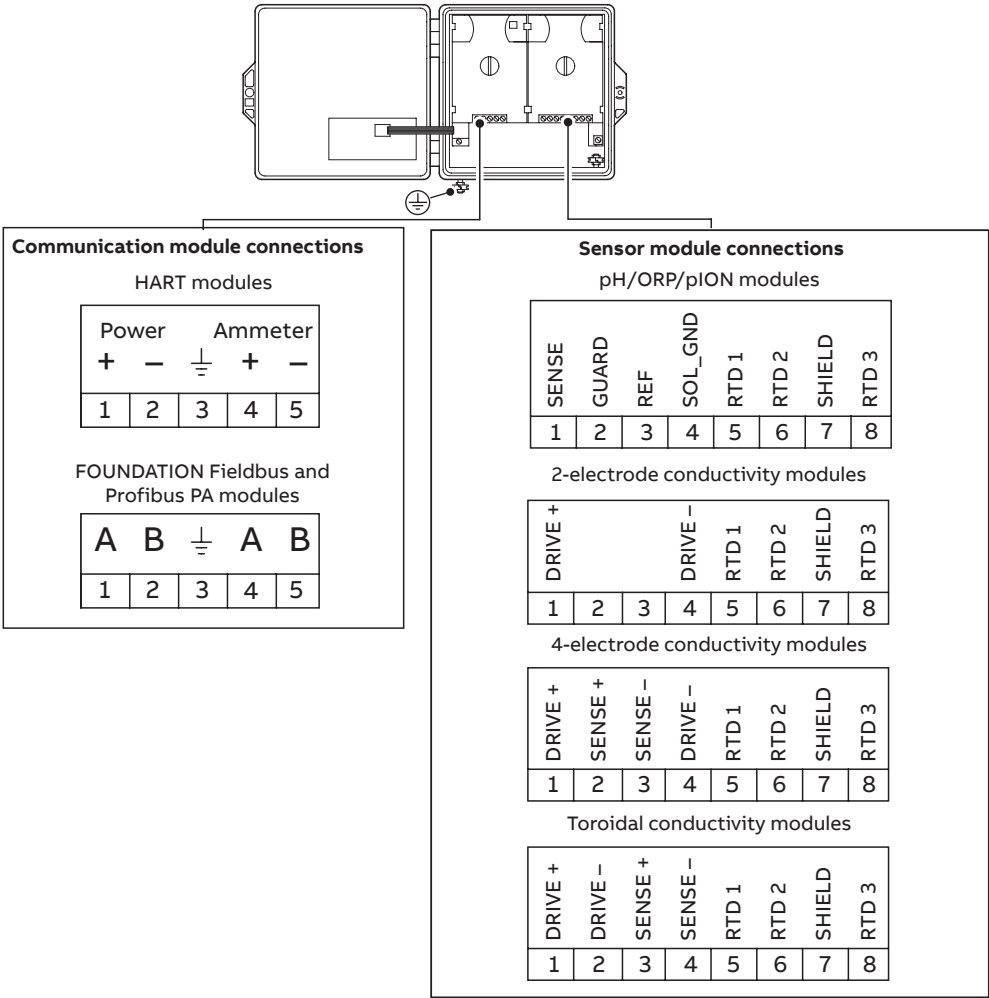 Communication module connections
HART modules
Power Ammeter
+ – ⏚ + –
1 2 3 4 5
FOUNDATION Fieldbus and
Profibus PA modules
A B ⏚ A B
1 2 3 4 5
Sensor module connections
pH/ORP/pION modules
SENSE GUARD REF SOL_GND RTD 1 RTD 2 SHIELD RTD 3
1 2 3 4 5 6 7 8
2-electrode conductivity modules
DRIVE + DRIVE – RTD 1 RTD 2 SHIELD RTD 3
1 2 3 4 5 6 7 8
4-electrode conductivity modules
DRIVE + SENSE + SENSE – DRIVE – RTD 1 RTD 2 SHIELD RTD 3
1 2 3 4 5 6 7 8
Toroidal conductivity modules
DRIVE + DRIVE – SENSE + SENSE – RTD 1 RTD 2 SHIELD RTD 3
1 2 3 4 5 6 7 8